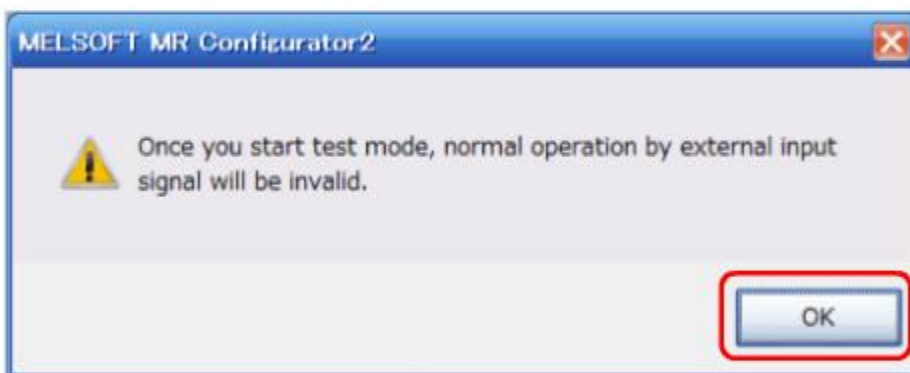 MELSOFT MR Configurator2
Once you start test mode, normal operation by external input
signal will be invalid.
OK